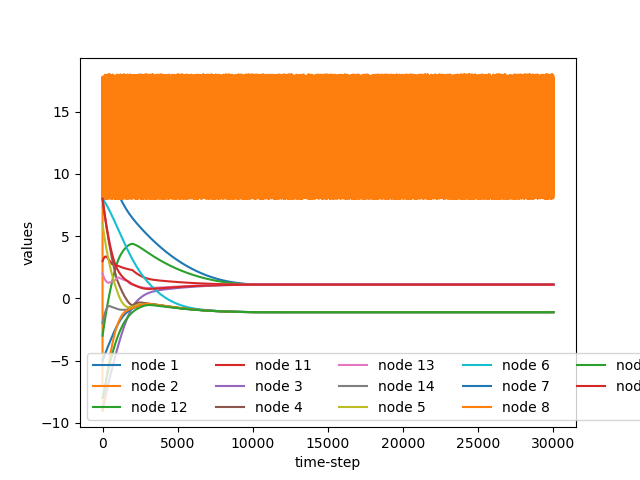 15
10
5
0
−5
−10
values
node 1 node 11 node 13 node 6 nod
node 2 node 3 node 14 node 7 nod
node 12 node 4 node 5 node 8
0 5000 10000 15000 20000 25000 30000
time-step